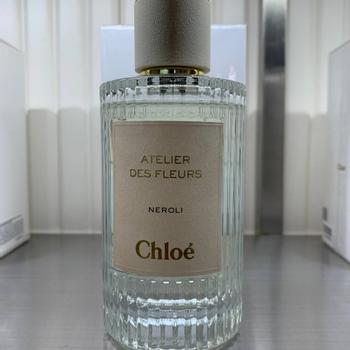 ATELIER
DES FLEURS
NEROLI
Chloé